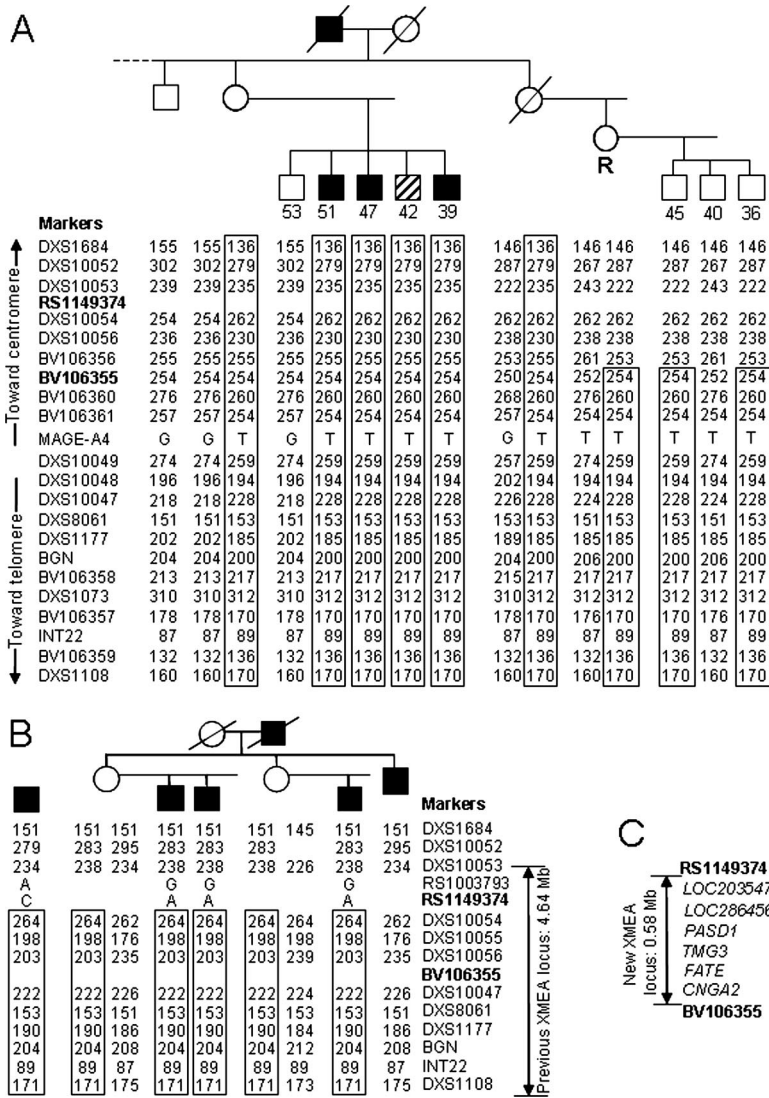 A
R
53 51 47 42 39 45 40 36
Markers
DXS1684 155 155 136 155 136 136 136 136 146 136 146 146 146 146 146
DXS10052 302 302 279 302 279 279 279 279 287 279 267 287 287 267 287
DXS10053 239 239 235 239 235 235 235 235 222 235 243 222 222 243 222
RS1149374
DXS10054 254 254 262 254 262 262 262 262 262 262 262 262 262 262 262
DXS10056 236 236 230 236 230 230 230 230 238 230 238 238 238 238 238
BV106356 255 255 255 255 255 255 255 255 253 255 261 253 253 261 253
BV106355 254 254 254 254 254 254 254 254 250 254 252 254 254 252 254
BV106360 276 276 260 276 260 260 260 260 268 260 276 260 260 276 260
BV106361 257 257 254 257 254 254 254 254 257 254 257 254 254 257 254
MAGE-A4 G G T G T T T T G T T T T T T
DXS10049 274 274 259 274 259 259 259 259 257 259 274 259 259 274 259
DXS10048 196 196 194 196 194 194 194 194 202 194 194 194 194 194 194
DXS10047 218 218 228 218 228 228 228 228 226 228 224 228 228 224 228
DXS8061 151 151 153 151 153 153 153 153 153 153 151 153 153 151 153
DXS1177 202 202 185 202 185 185 185 185 189 185 185 185 185 185 185
BGN 204 204 200 204 200 200 200 200 204 200 206 200 200 206 200
BV106358 213 213 217 213 217 217 217 217 215 217 217 217 217 217 217
DXS1073 310 310 312 310 312 312 312 312 310 312 312 312 312 312 312
BV106357 178 178 170 178 170 170 170 170 178 170 176 170 170 176 170
INT22 87 87 89 87 89 89 89 89 87 89 87 89 89 87 89
BV106359 132 132 136 132 136 136 136 136 132 136 132 136 136 132 136
DXS1108 160 160 170 160 170 170 170 170 160 170 160 170 170 160 170
Toward centromere
Toward telomere
B
Markers
151 151 151 151 151 151 145 151 151 DXS1684
279 283 295 283 283 283 283 295 DXS10052
234 238 234 238 238 238 226 238 234 DXS10053
A G G G RS1003793
C A A A RS1149374
264 264 262 264 264 264 264 264 262 DXS10054
198 198 176 198 198 198 198 198 176 DXS10055
203 203 235 203 203 203 239 203 235 DXS10056
BV106355
222 222 226 222 222 222 224 222 226 DXS10047
153 153 151 153 153 153 153 153 151 DXS8061
190 190 186 190 190 190 184 190 186 DXS1177
204 204 208 204 204 204 212 204 208 BGN
89 89 87 89 89 89 89 89 87 INT22
171 171 175 171 171 171 173 171 175 DXS1108
Previous XMEA locus: 4.64 Mb
C
RS1149374
LOC203547
LOC286456
PASD1
TMG3
FATE
CNGA2
BV106355
New XMEA
locus: 0.58 Mb